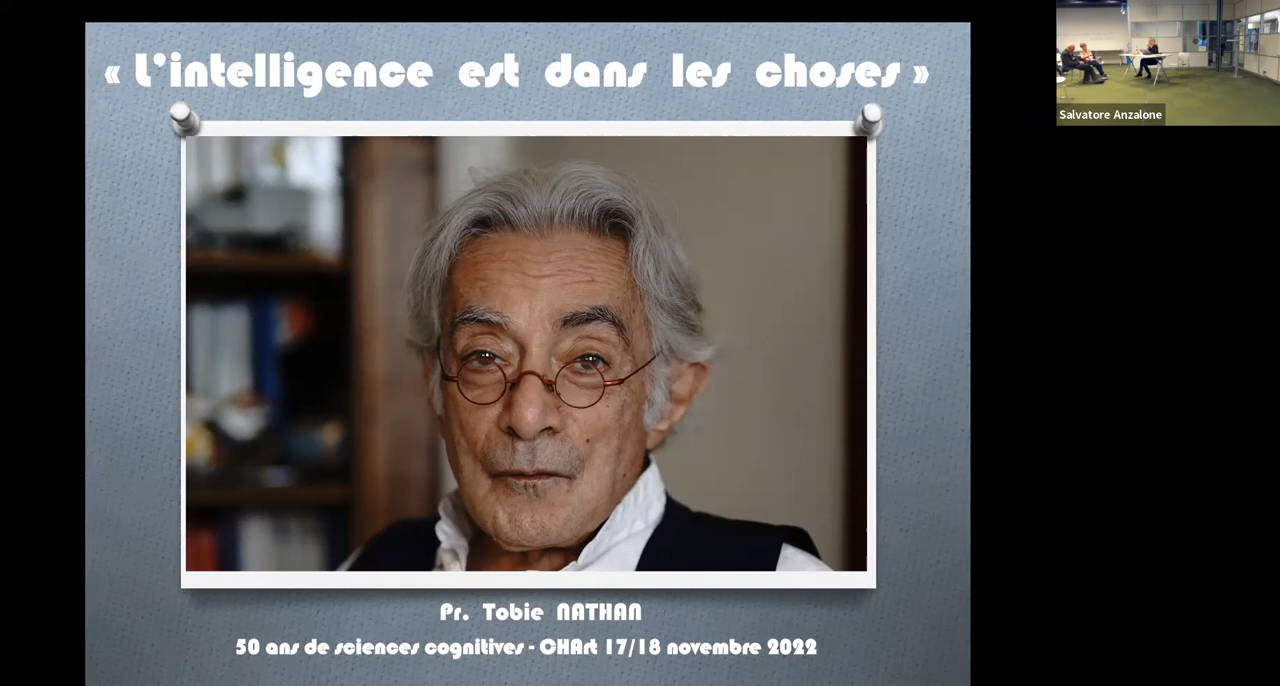 « L'intelligence est dans les choses »
Salvatore Anzalone
Pr. Tobie NATHAN
50 ans de sciences cognitives - CHArt 17/18 novembre 2022